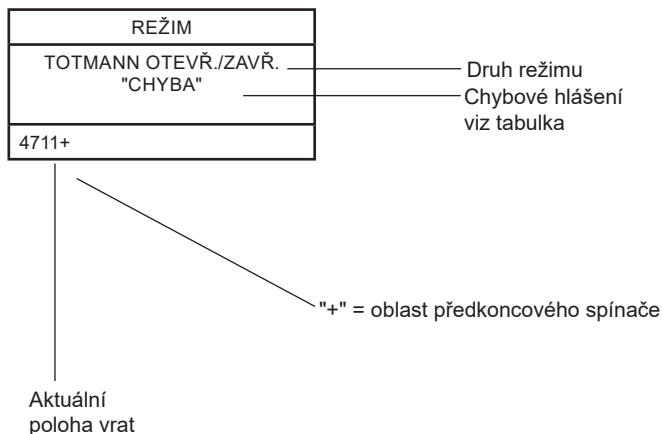 REŽIM
TOTMANN OTEVŘ./ZAVŘ.
"CHYBA"
Druh režimu
Chybové hlášení
viz tabulka
4711+
"+" = oblast předkoncového spínače
Aktuální
poloha vrat